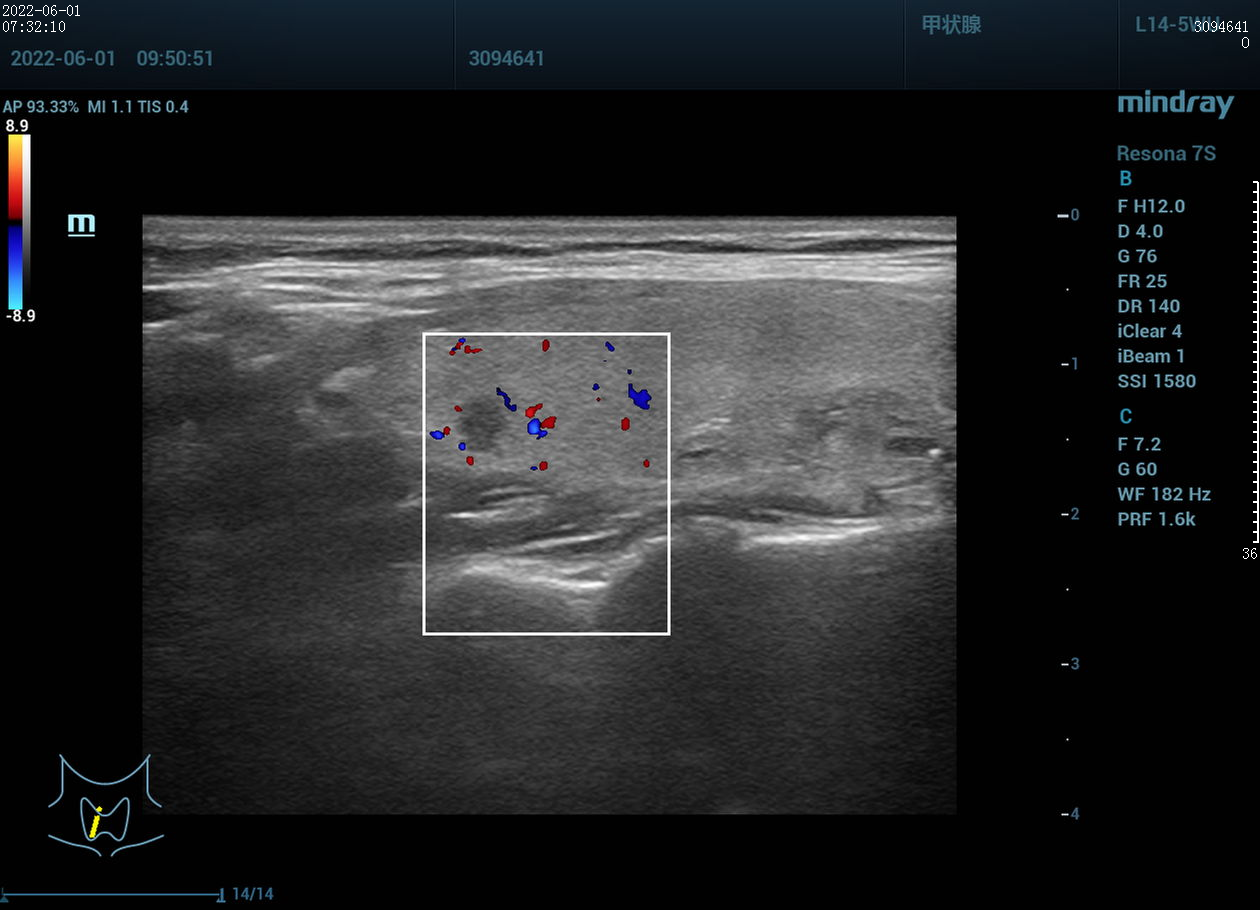 2022-06-01
07:32:10
2022-06-01 09:50:51
3094641
甲状腺
3094641
0
AP 93.33% MI 1.1 TIS 0.4
8.9
-8.9
m
mindray
Resona 7S
B
F H12.0
D 4.0
G 76
FR 25
DR 140
iClear 4
iBeam 1
SSI 1580
C
F 7.2
G 60
WF 182 Hz
PRF 1.6k
0
1
2
3
4
36
14/14